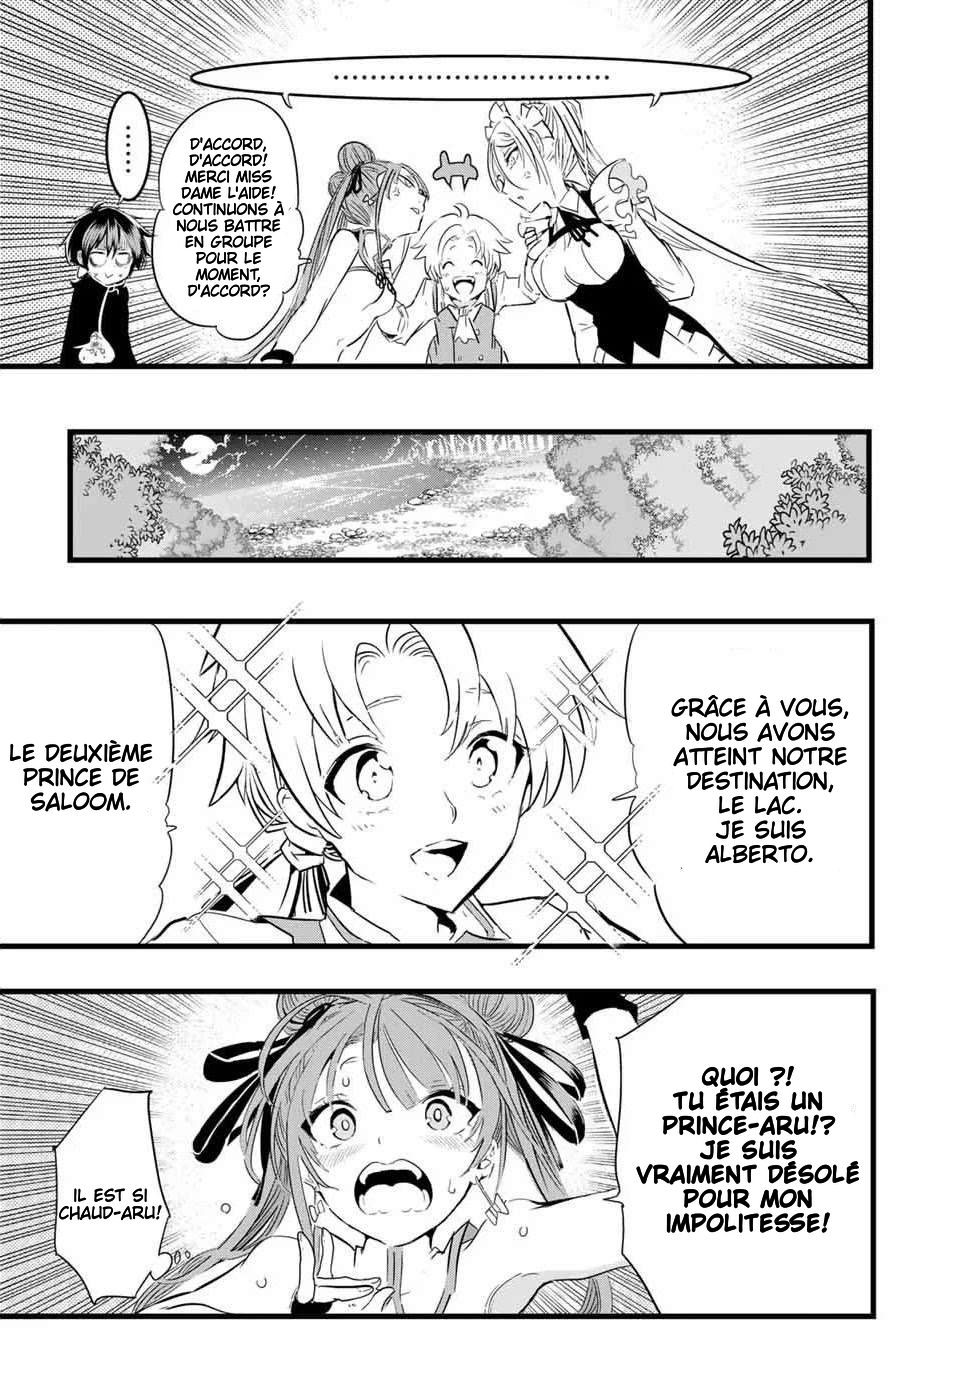 ..............................
D'ACCORD,
D'ACCORD!
MERCI MISS
DAME L'AIDE!
CONTINUONS À
NOUS BATTRE
EN GROUPE
POUR LE
MOMENT,
D'ACCORD?
......
GRÂCE À VOUS,
NOUS AVONS
ATTEINT NOTRE
DESTINATION,
LE LAC.
JE SUIS
ALBERTO.
LE DEUXIÈME
PRINCE DE
SALOOM.
QUOI ?!
TU ÉTAIS UN
PRINCE-ARU!?
JE SUIS
VRAIMENT DÉSOLÉ
POUR MON
IMPOLITESSE!
IL EST SI
CHAUD-ARU!